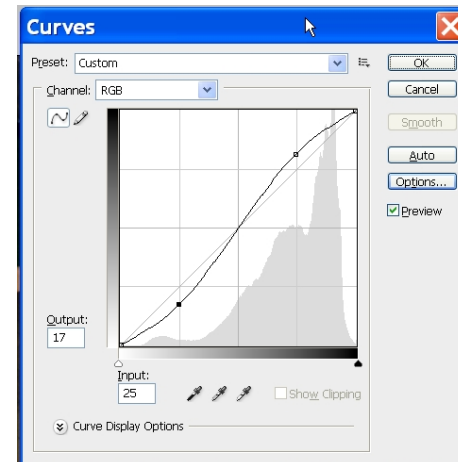 Curves
Preset: Custom
OK
Channel: RGB
Cancel
Smooth
Auto
Options...
Preview
Output:
17
Input:
25
Show Clipping
Curve Display Options